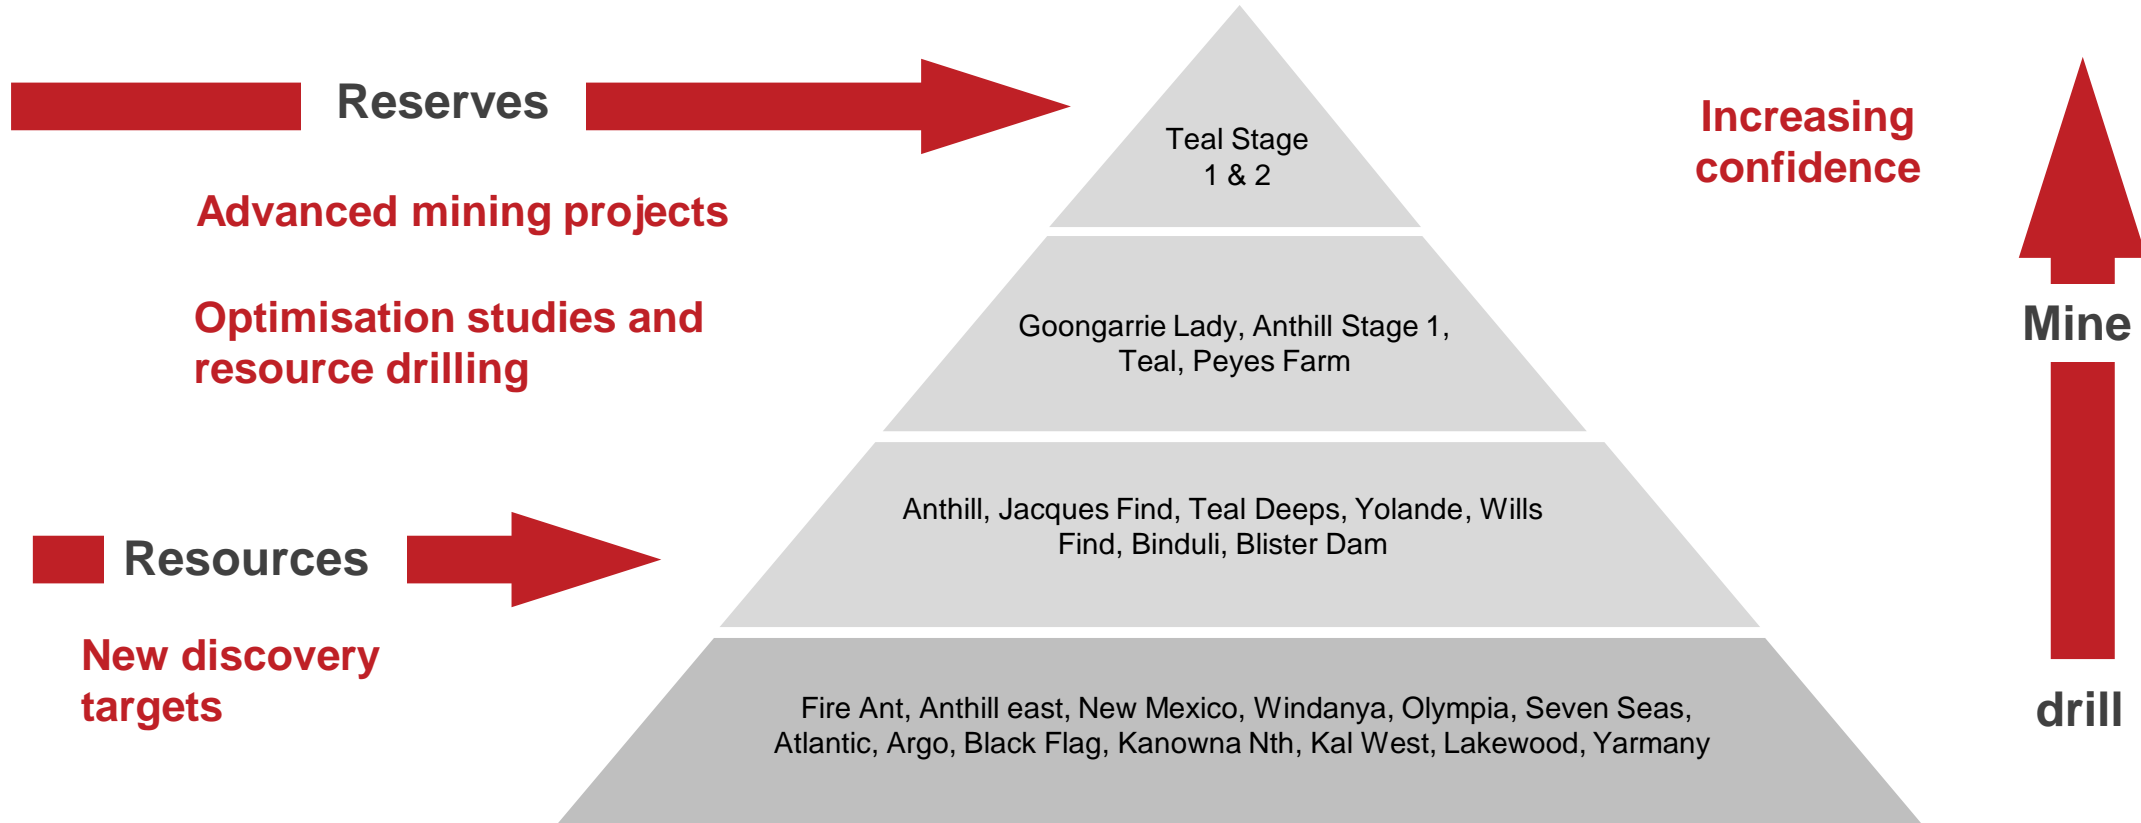 Reserves
Advanced mining projects
Optimisation studies and
resource drilling
Resources
New discovery
targets
Teal Stage
1 & 2
Goongarrie Lady, Anthill Stage 1,
Teal, Peyes Farm
Anthill, Jacques Find, Teal Deeps, Yolande, Wills
Find, Binduli, Blister Dam
Fire Ant, Anthill east, New Mexico, Windanya, Olympia, Seven Seas,
Atlantic, Argo, Black Flag, Kanowna Nth, Kal West, Lakewood, Yarmany
Increasing
confidence
Mine
drill